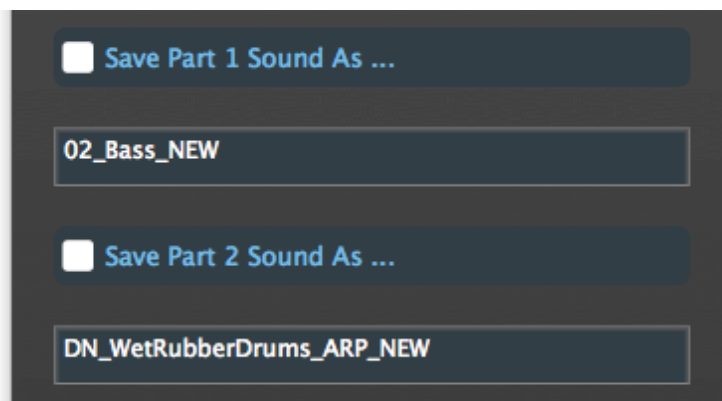 Save Part 1 Sound As ...
02_Bass_NEW
Save Part 2 Sound As ...
DN_WetRubberDrums_ARP_NEW